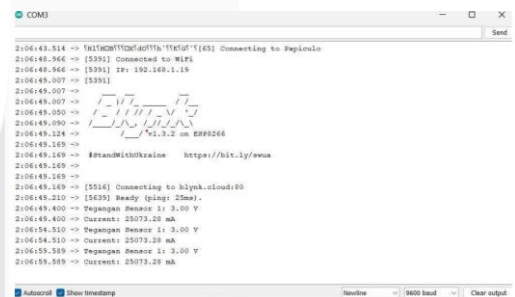 COM3
Send
2:06:43.514 -> [65] Connecting to Papiculo
2:06:48.966 -> [5391] Connected to WiFi
2:06:48.966 -> [5391] IP: 192.168.1.19
2:06:49.007 -> [5391]
2:06:49.007 ->
2:06:49.007 ->
2:06:49.050 ->
2:06:49.090 ->
2:06:49.124 -> v1.3.2 on ESP8266
2:06:49.169 ->
2:06:49.169 -> #StandWithUkraine    https://bit.ly/swua
2:06:49.169 ->
2:06:49.169 ->
2:06:49.169 -> [5516] Connecting to blynk.cloud:80
2:06:49.210 -> [5639] Ready (ping: 25ms).
2:06:49.400 -> Tegangan Sensor 1: 3.00 V
2:06:49.400 -> Current: 25073.28 mA
2:06:54.510 -> Tegangan Sensor 1: 3.00 V
2:06:54.510 -> Current: 25073.28 mA
2:06:59.589 -> Tegangan Sensor 1: 3.00 V
2:06:59.589 -> Current: 25073.28 mA
Autoscroll Show timestamp Newline 9600 baud Clear output